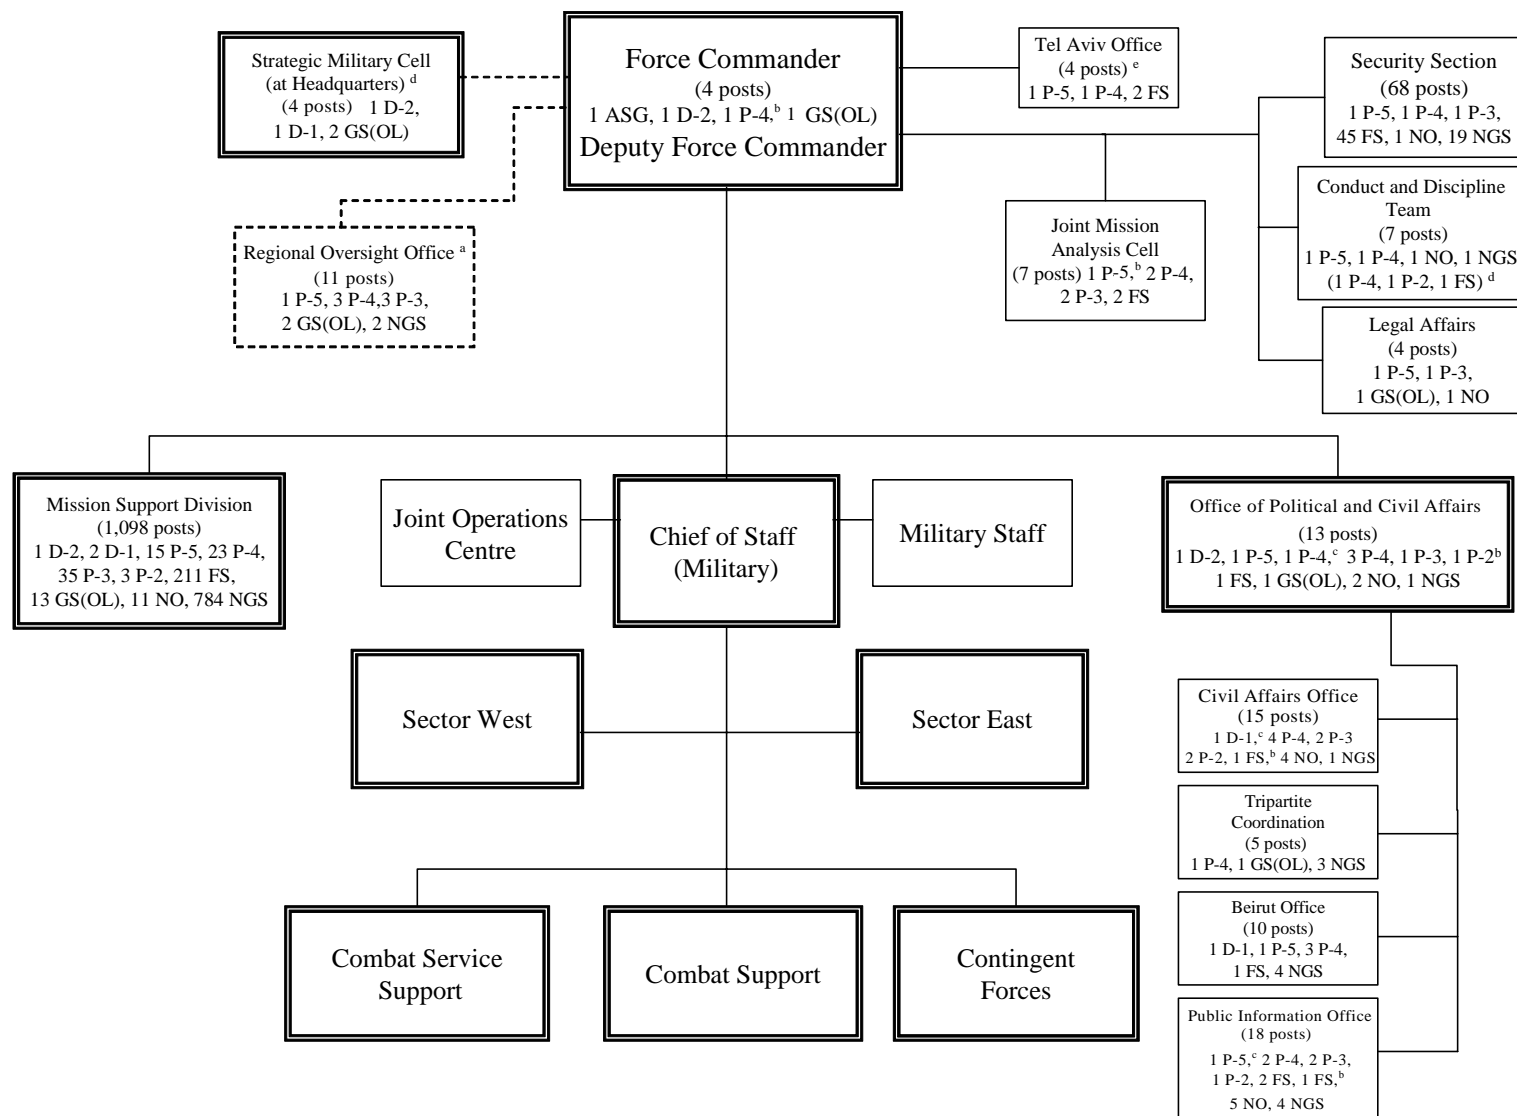 Strategic Military Cell
(at Headquarters) d
(4 posts) 1 D-2,
1 D-1, 2 GS(OL)
Force Commander
(4 posts)
1 ASG, 1 D-2, 1 P-4,b 1 GS(OL)
Deputy Force Commander
Tel Aviv Office
(4 posts) e
1 P-5, 1 P-4, 2 FS
Security Section
(68 posts)
1 P-5, 1 P-4, 1 P-3,
45 FS, 1 NO, 19 NGS
Regional Oversight Office a
(11 posts)
1 P-5, 3 P-4,3 P-3,
2 GS(OL), 2 NGS
Joint Mission
Analysis Cell
(7 posts) 1 P-5,b 2 P-4,
2 P-3, 2 FS
Conduct and Discipline
Team
(7 posts)
1 P-5, 1 P-4, 1 NO, 1 NGS
(1 P-4, 1 P-2, 1 FS) d
Legal Affairs
(4 posts)
1 P-5, 1 P-3,
1 GS(OL), 1 NO
Mission Support Division
(1,098 posts)
1 D-2, 2 D-1, 15 P-5, 23 P-4,
35 P-3, 3 P-2, 211 FS,
13 GS(OL), 11 NO, 784 NGS
Joint Operations
Centre
Chief of Staff
(Military)
Military Staff
Office of Political and Civil Affairs
(13 posts)
1 D-2, 1 P-5, 1 P-4,c 3 P-4, 1 P-3, 1 P-2b
1 FS, 1 GS(OL), 2 NO, 1 NGS
Sector West
Sector East
Civil Affairs Office
(15 posts)
1 D-1,c 4 P-4, 2 P-3
2 P-2, 1 FS,b 4 NO, 1 NGS
Tripartite
Coordination
(5 posts)
1 P-4, 1 GS(OL), 3 NGS
Beirut Office
(10 posts)
1 D-1, 1 P-5, 3 P-4,
1 FS, 4 NGS
Public Information Office
(18 posts)
1 P-5,c 2 P-4, 2 P-3,
1 P-2, 2 FS, 1 FS,b
5 NO, 4 NGS
Combat Service
Support
Combat Support
Contingent
Forces